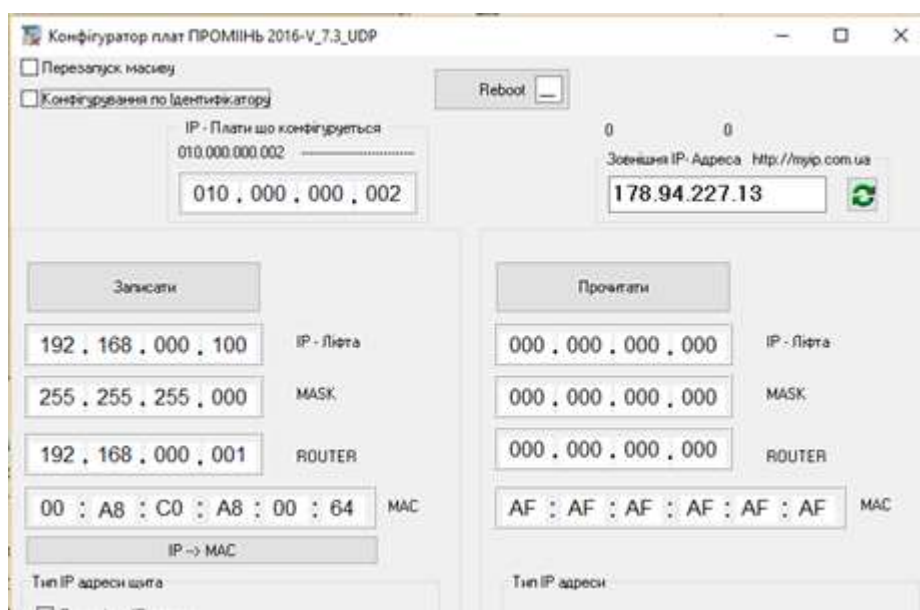 Конфігуратор плат ПРОМІНЬ 2016-V_7.3_UDP
Перезапуск масиву
Конфігурування по Ідентифікатору
Reboot
IP - Плати що конфігурується
010.000.000.002
010 . 000 . 000 . 002
0 0
Зовнішня IP-Адреса http://myip.com.ua
178.94.227.13
Записати
192 . 168 . 000 . 100 IP - Ліфта
255 . 255 . 255 . 000 MASK
192 . 168 . 000 . 001 ROUTER
00 : A8 : C0 : A8 : 00 : 64 MAC
IP -> MAC
Тип IP адреси щита
Прочитати
000 . 000 . 000 . 000 IP - Ліфта
000 . 000 . 000 . 000 MASK
000 . 000 . 000 . 000 ROUTER
AF : AF : AF : AF : AF : AF MAC
Тип IP адреси